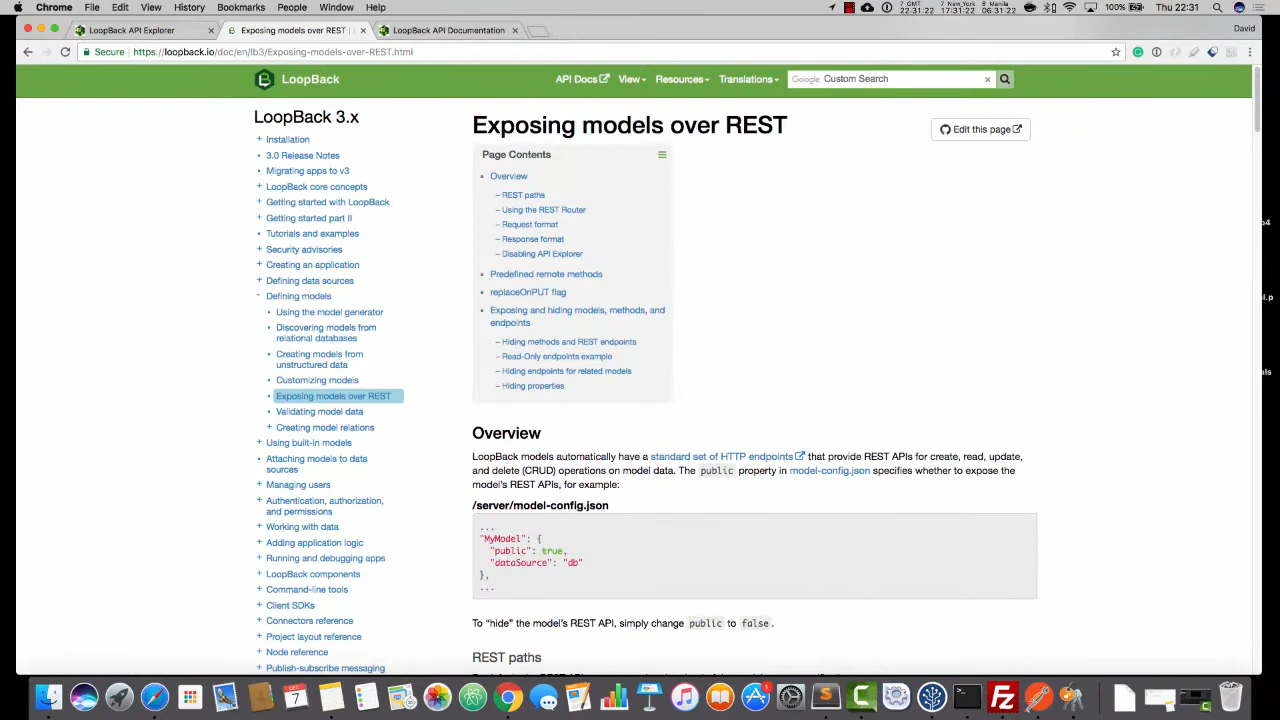 Chrome File Edit View History Bookmarks People Window Help
100% Thu 22:31
LoopBack API Explorer
Exposing models over REST |
LoopBack API Documentation
David
Secure https://loopback.io/doc/en/lb3/Exposing-models-over-REST.html
LoopBack
API Docs View Resources Translations
Google Custom Search
LoopBack 3.x
+ Installation
• 3.0 Release Notes
• Migrating apps to v3
+ LoopBack core concepts
+ Getting started with LoopBack
+ Getting started part II
• Tutorials and examples
+ Security advisories
+ Creating an application
+ Defining data sources
- Defining models
• Using the model generator
• Discovering models from
relational databases
• Creating models from
unstructured data
• Customizing models
• Exposing models over REST
• Validating model data
+ Creating model relations
+ Using built-in models
• Attaching models to data
sources
+ Managing users
+ Authentication, authorization,
and permissions
+ Working with data
+ Adding application logic
+ Running and debugging apps
+ LoopBack components
+ Command-line tools
+ Client SDKs
+ Connectors reference
+ Project layout reference
+ Node reference
+ Publish-subscribe messaging
Exposing models over REST
Edit this page
Page Contents
Overview
– REST paths
– Using the REST Router
– Request format
– Response format
– Disabling API Explorer
Predefined remote methods
replaceOnPUT flag
Exposing and hiding models, methods, and
endpoints
– Hiding methods and REST endpoints
– Read-Only endpoints example
– Hiding endpoints for related models
– Hiding properties
Overview
LoopBack models automatically have a standard set of HTTP endpoints that provide REST APIs for create, read, update,
and delete (CRUD) operations on model data. The public property in model-config.json specifies whether to expose the
model's REST APIs, for example:
/server/model-config.json
...
"MyModel": {
"public": true,
"dataSource": "db"
},
...
To “hide” the model’s REST API, simply change public to false .
REST paths